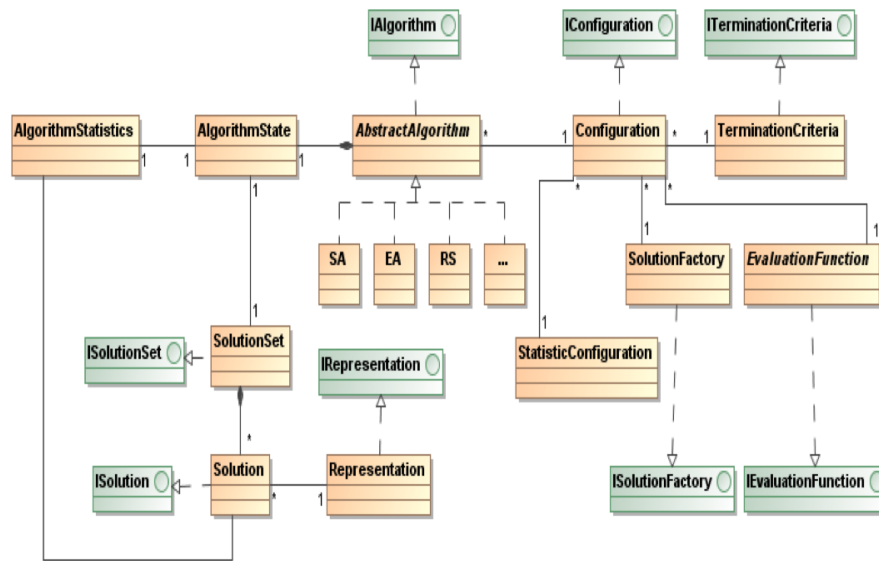 IAlgorithm
IConfiguration
ITerminationCriteria
AlgorithmStatistics
AlgorithmState
AbstractAlgorithm
Configuration
TerminationCriteria
1
1
1
*
1
*
1
1
*
*
*
SA
EA
RS
...
1
SolutionFactory
1
EvaluationFunction
1
1
ISolutionSet
SolutionSet
IRepresentation
StatisticConfiguration
*
ISolution
Solution
Representation
*
1
ISolutionFactory
IEvaluationFunction